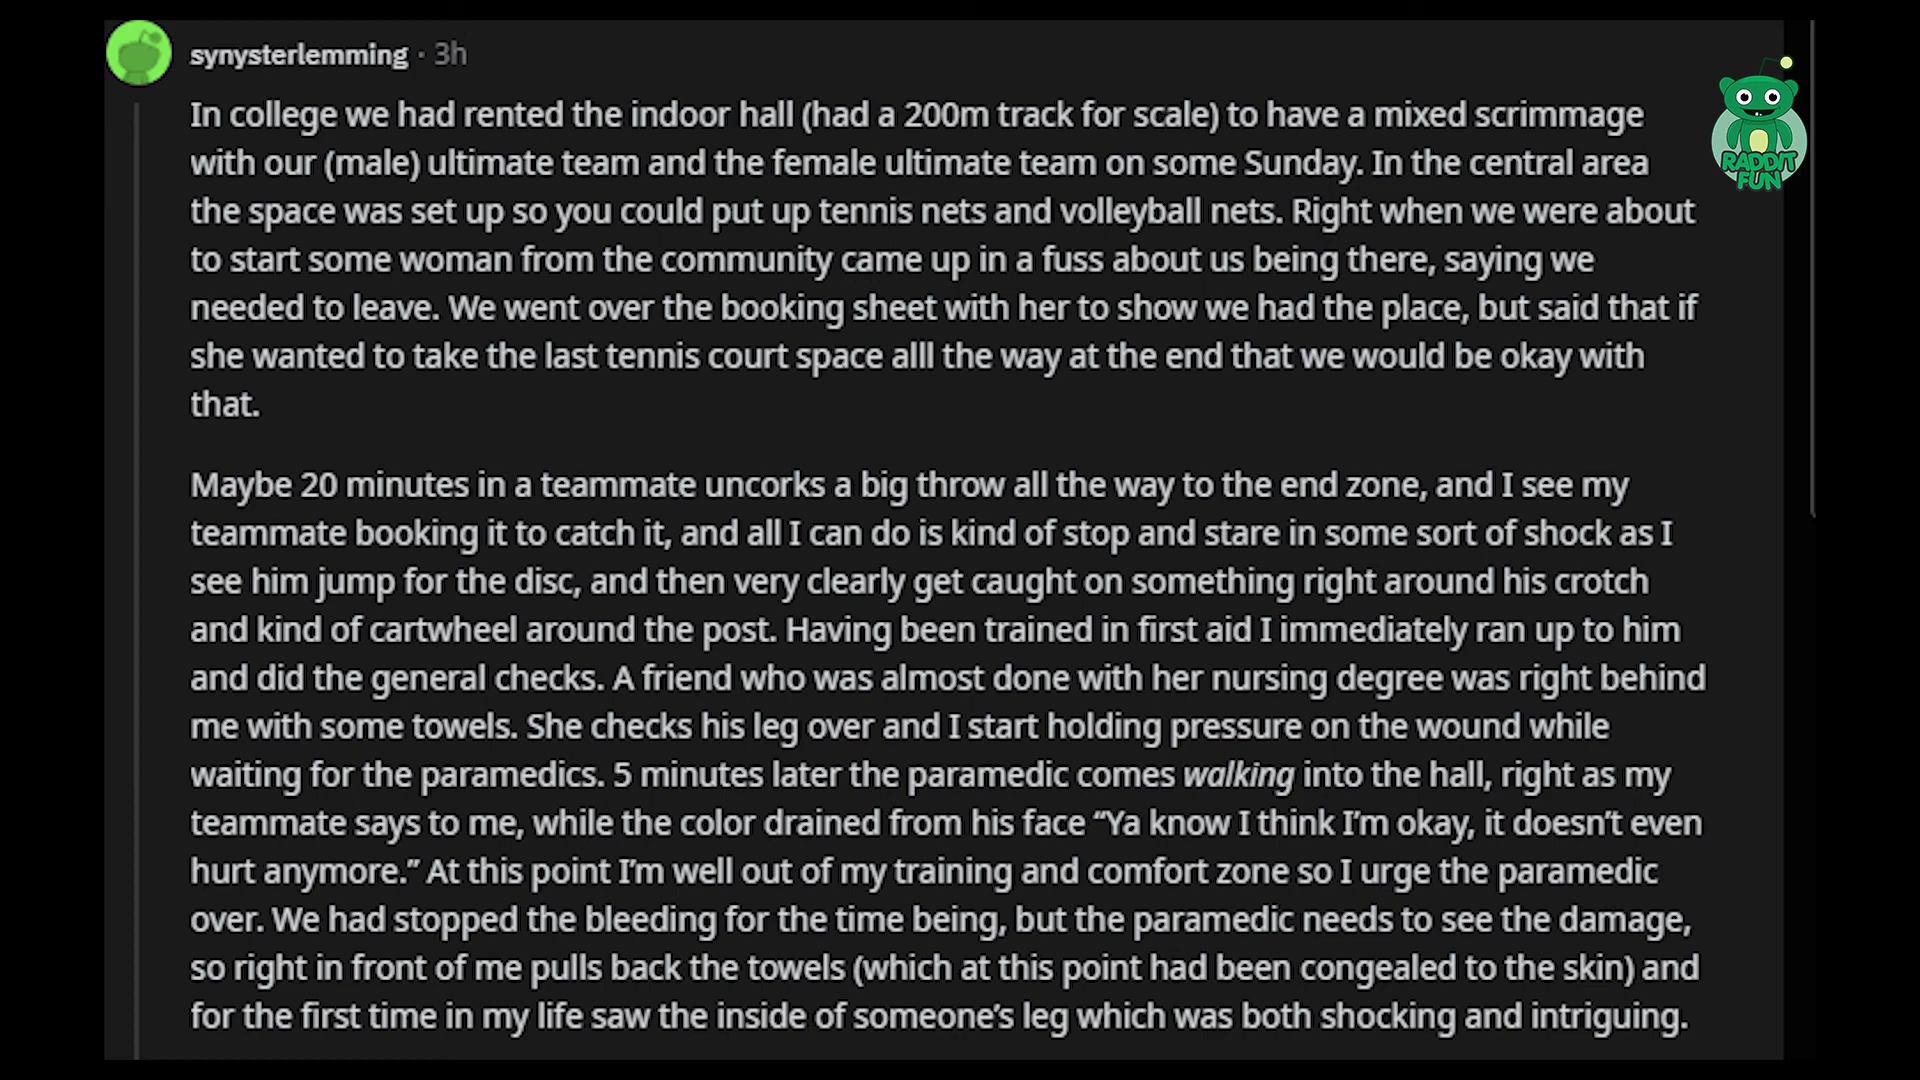 synysterlemming · 3h
In college we had rented the indoor hall (had a 200m track for scale) to have a mixed scrimmage
with our (male) ultimate team and the female ultimate team on some Sunday. In the central area
the space was set up so you could put up tennis nets and volleyball nets. Right when we were about
to start some woman from the community came up in a fuss about us being there, saying we
needed to leave. We went over the booking sheet with her to show we had the place, but said that if
she wanted to take the last tennis court space alll the way at the end that we would be okay with
that.
Maybe 20 minutes in a teammate uncorks a big throw all the way to the end zone, and I see my
teammate booking it to catch it, and all I can do is kind of stop and stare in some sort of shock as I
see him jump for the disc, and then very clearly get caught on something right around his crotch
and kind of cartwheel around the post. Having been trained in first aid I immediately ran up to him
and did the general checks. A friend who was almost done with her nursing degree was right behind
me with some towels. She checks his leg over and I start holding pressure on the wound while
waiting for the paramedics. 5 minutes later the paramedic comes walking into the hall, right as my
teammate says to me, while the color drained from his face “Ya know I think I’m okay, it doesn’t even
hurt anymore.” At this point I’m well out of my training and comfort zone so I urge the paramedic
over. We had stopped the bleeding for the time being, but the paramedic needs to see the damage,
so right in front of me pulls back the towels (which at this point had been congealed to the skin) and
for the first time in my life saw the inside of someone’s leg which was both shocking and intriguing.
RADDIT
FUN